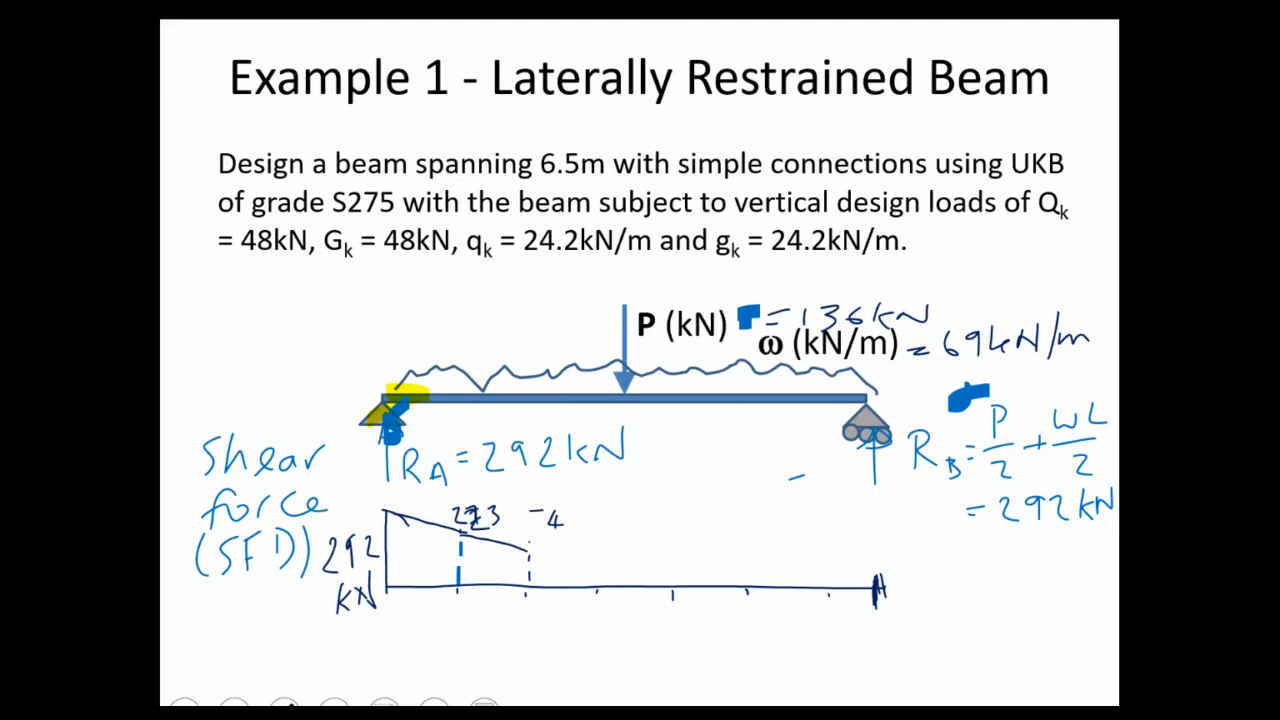 Example 1 - Laterally Restrained Beam
Design a beam spanning 6.5m with simple connections using UKB
of grade S275 with the beam subject to vertical design loads of Qk
= 48kN, Gk = 48kN, qk = 24.2kN/m and gk = 24.2kN/m.
P (kN) = 136kN
ω (kN/m) = 69kN/m
RA = 292kN
RB = P/2 + WL/2
= 292kN
Shear
force
(SFD)
292
kN
-4